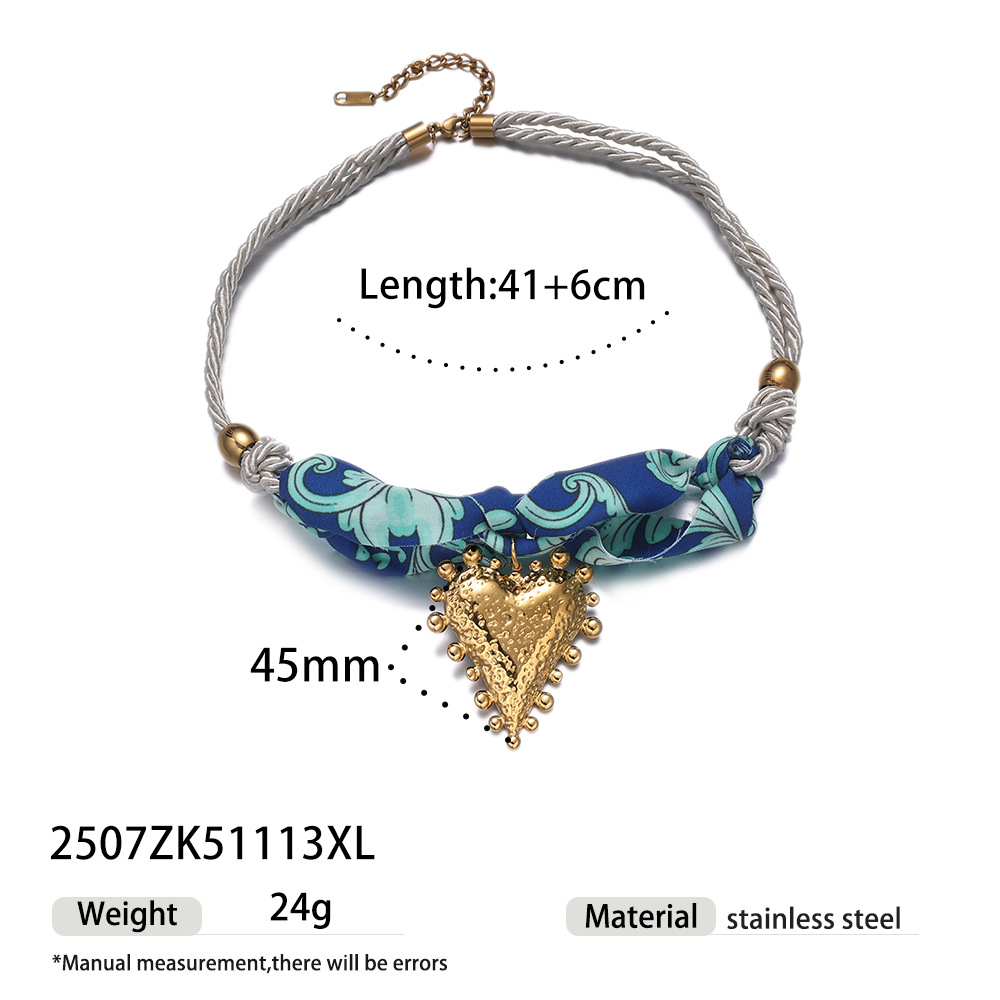 Length:41+6cm
45mm
2507ZK51113XL
Weight 24g
Material stainless steel
*Manual measurement,there will be errors